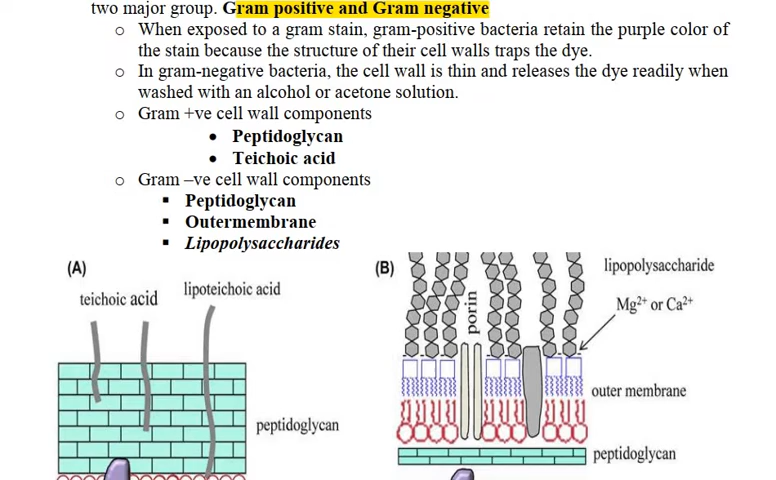 two major group. Gram positive and Gram negative
o When exposed to a gram stain, gram-positive bacteria retain the purple color of
the stain because the structure of their cell walls traps the dye.
o In gram-negative bacteria, the cell wall is thin and releases the dye readily when
washed with an alcohol or acetone solution.
o Gram +ve cell wall components
• Peptidoglycan
• Teichoic acid
o Gram –ve cell wall components
▪ Peptidoglycan
▪ Outermembrane
▪ Lipopolysaccharides
(A)
teichoic acid
lipoteichoic acid
peptidoglycan
(B)
porin
lipopolysaccharide
Mg²⁺ or Ca²⁺
outer membrane
peptidoglycan